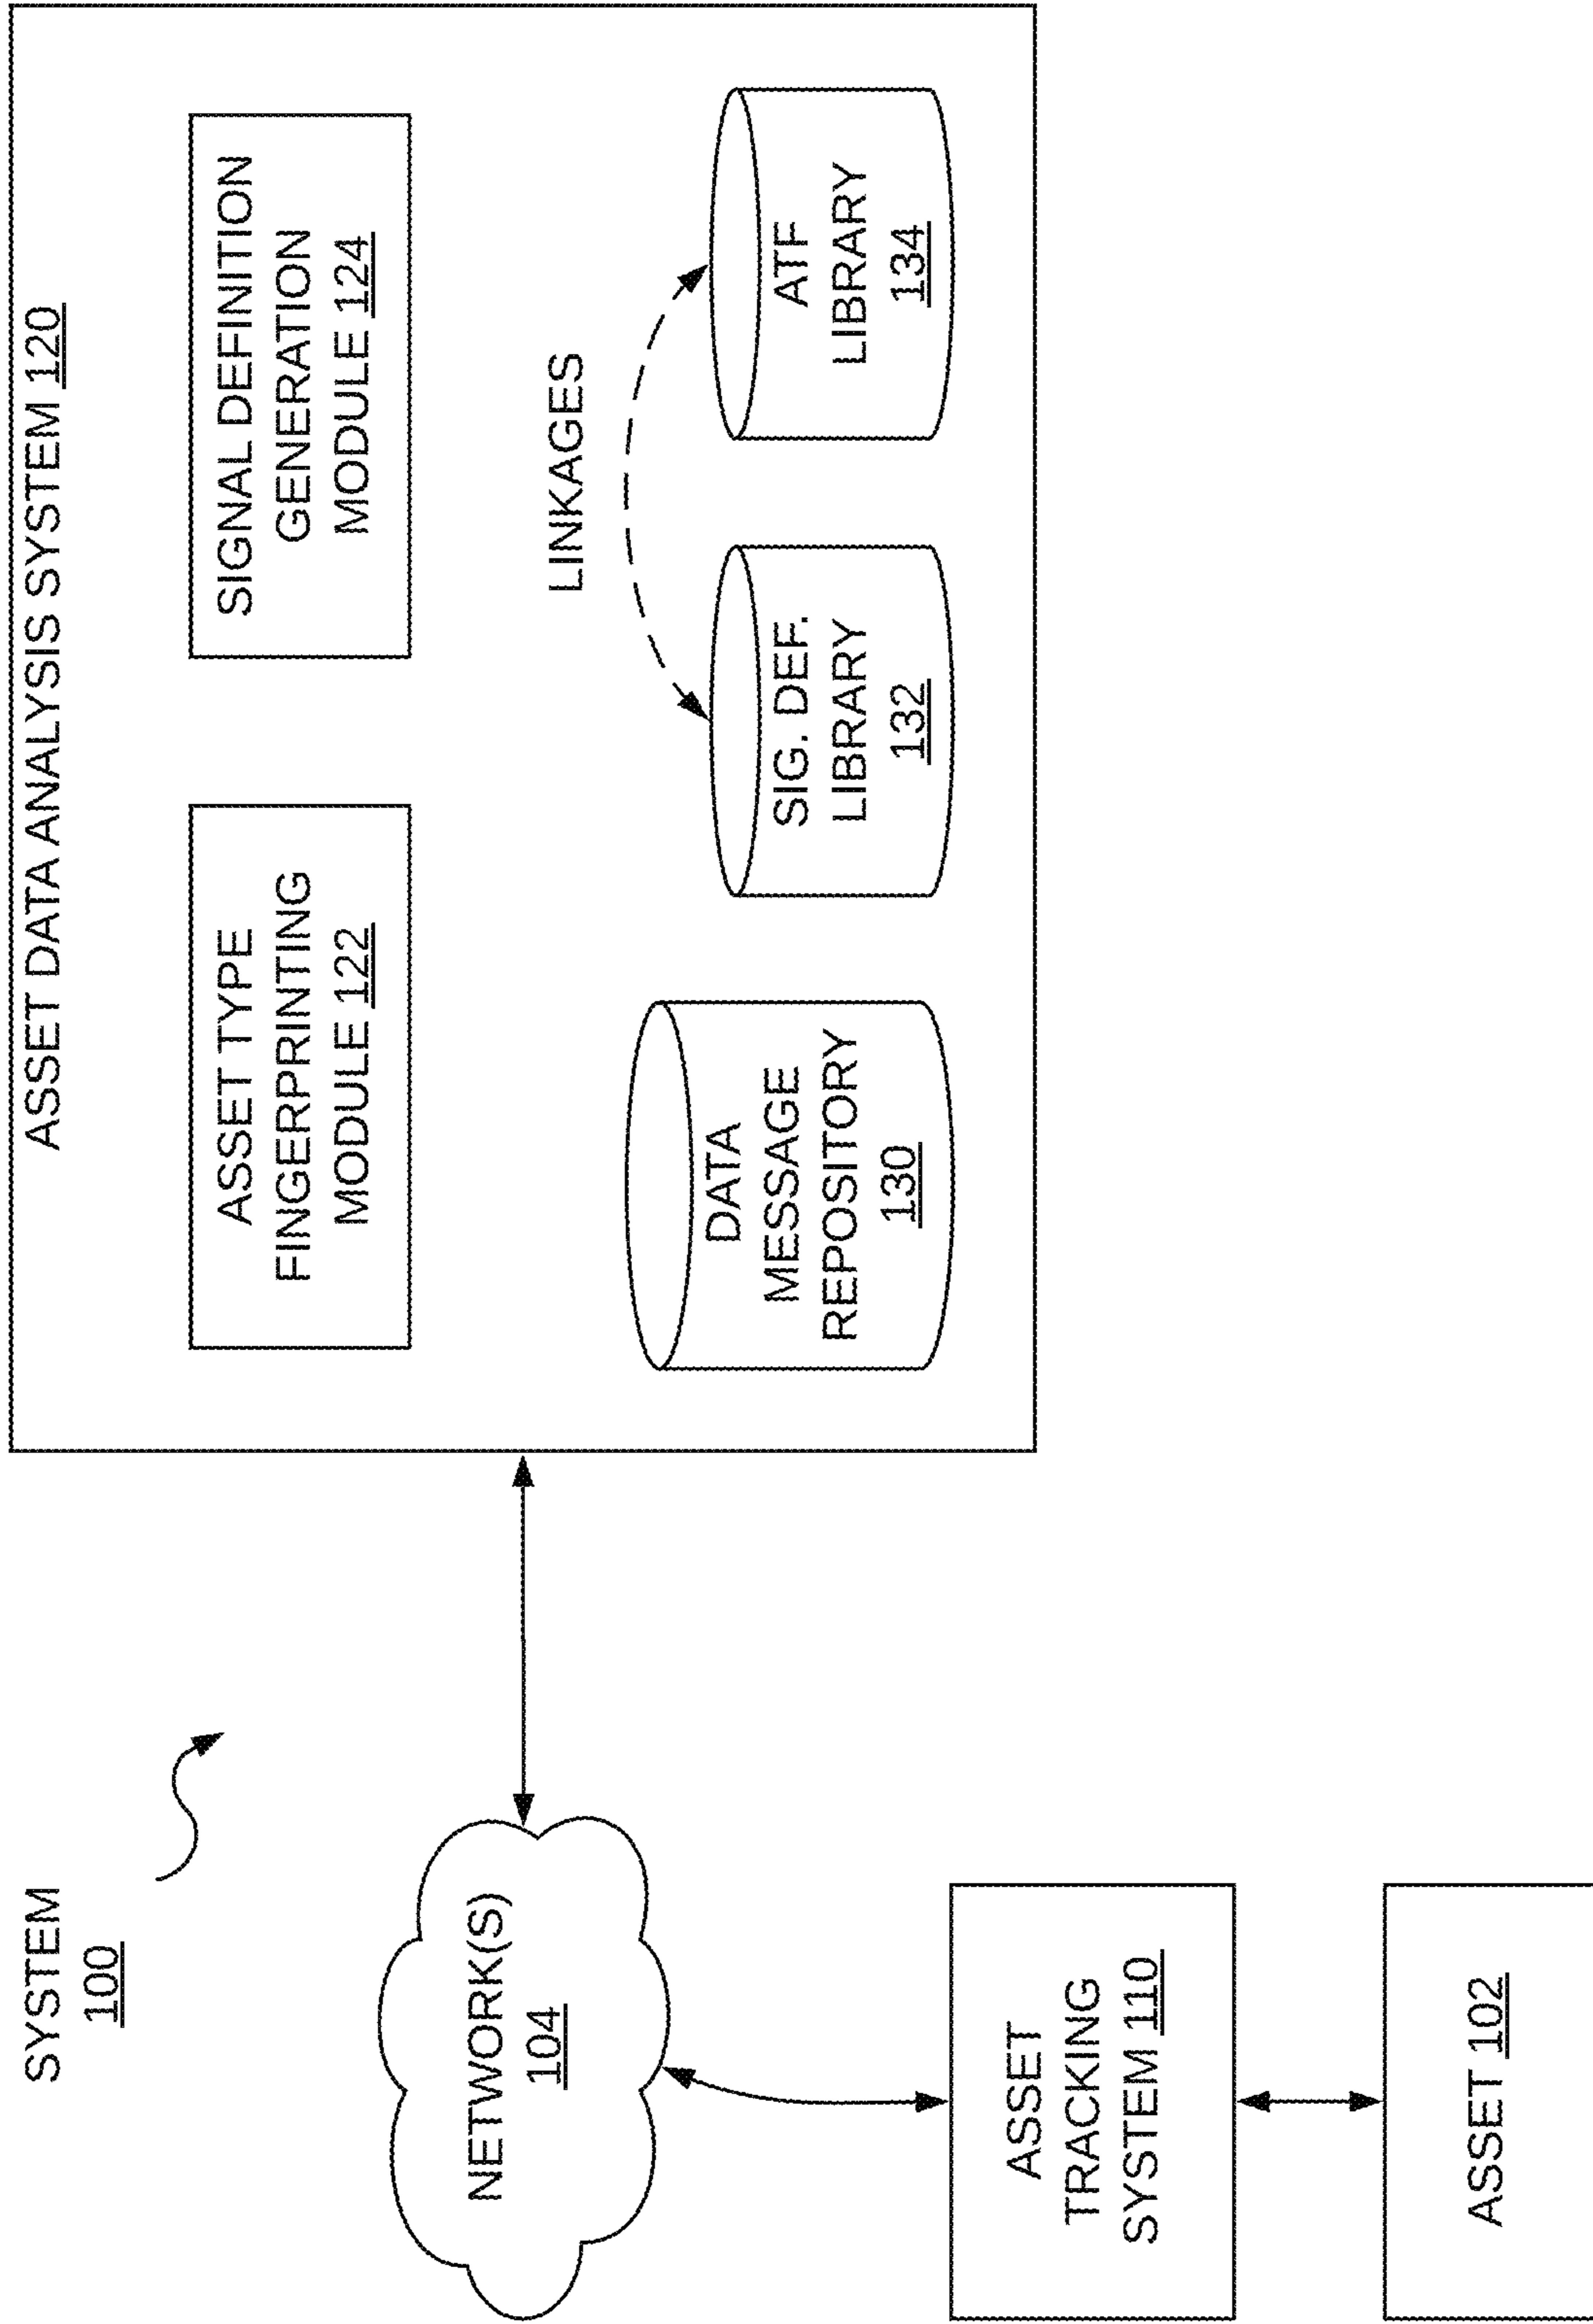 SYSTEM
100
NETWORK(S)
104
ASSET
TRACKING
SYSTEM 110
ASSET 102
ASSET DATA ANALYSIS SYSTEM 120
ASSET TYPE
FINGERPRINTING
MODULE 122
SIGNAL DEFINITION
GENERATION
MODULE 124
LINKAGES
DATA
MESSAGE
REPOSITORY
130
SIG. DEF.
LIBRARY
132
ATF
LIBRARY
134